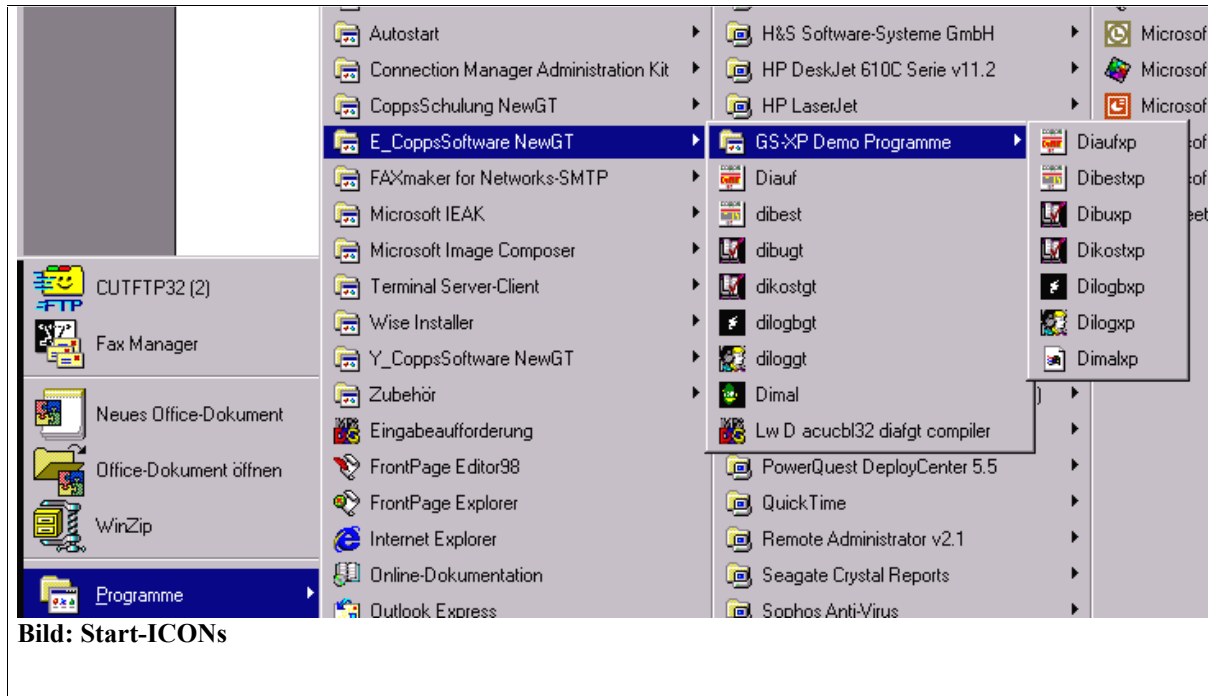 CUTFTP32 (2)
Fax Manager
Neues Office-Dokument
Office-Dokument öffnen
WinZip
Programme
Autostart
Connection Manager Administration Kit
CoppsSchulung NewGT
E_CoppsSoftware NewGT
FAXmaker for Networks-SMTP
Microsoft IEAK
Microsoft Image Composer
Terminal Server-Client
Wise Installer
Y_CoppsSoftware NewGT
Zubehör
Eingabeaufforderung
FrontPage Editor98
FrontPage Explorer
Internet Explorer
Online-Dokumentation
Outlook Express
H&S Software-Systeme GmbH
HP DeskJet 610C Serie v11.2
HP LaserJet
GS-XP Demo Programme
Diauf
dibest
dibugt
dikostgt
dilogbgt
diloggt
Dimal
Lw D acucbl32 diafgt compiler
PowerQuest DeployCenter 5.5
QuickTime
Remote Administrator v2.1
Seagate Crystal Reports
Sophos Anti-Virus
Microsof
Microsof
Microsof
Diaufxp
Dibestxp
Dibuxp
Dikostxp
Dilogbxp
Dilogxp
Dimalxp
Bild: Start-ICONs